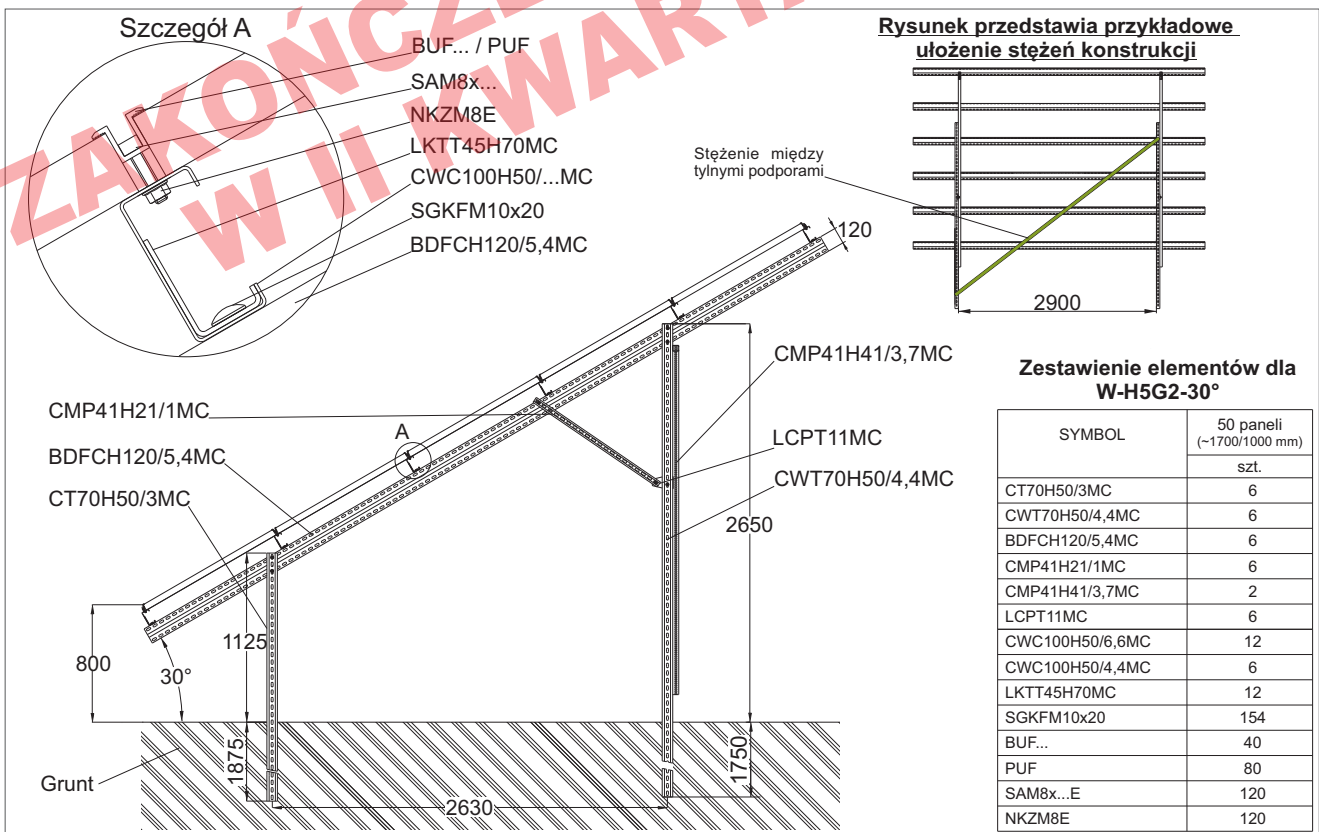 ZAKOŃCZE
W II KWARTA
Szczegół A
BUF... / PUF
SAM8x...
NKZM8E
LKTT45H70MC
CWC100H50/...MC
SGKFM10x20
BDFCH120/5,4MC
Rysunek przedstawia przykładowe
ułożenie stężeń konstrukcji
Stężenie między
tylnymi podporami
2900
120
CMP41H21/1MC
BDFCH120/5,4MC
CT70H50/3MC
A
CMP41H41/3,7MC
LCPT11MC
CWT70H50/4,4MC
2650
1125
800
30°
1875
1750
2630
Grunt
Zestawienie elementów dla
W-H5G2-30°
SYMBOL 50 paneli
(~1700/1000 mm)
szt.
CT70H50/3MC 6
CWT70H50/4,4MC 6
BDFCH120/5,4MC 6
CMP41H21/1MC 6
CMP41H41/3,7MC 2
LCPT11MC 6
CWC100H50/6,6MC 12
CWC100H50/4,4MC 6
LKTT45H70MC 12
SGKFM10x20 154
BUF... 40
PUF 80
SAM8x...E 120
NKZM8E 120